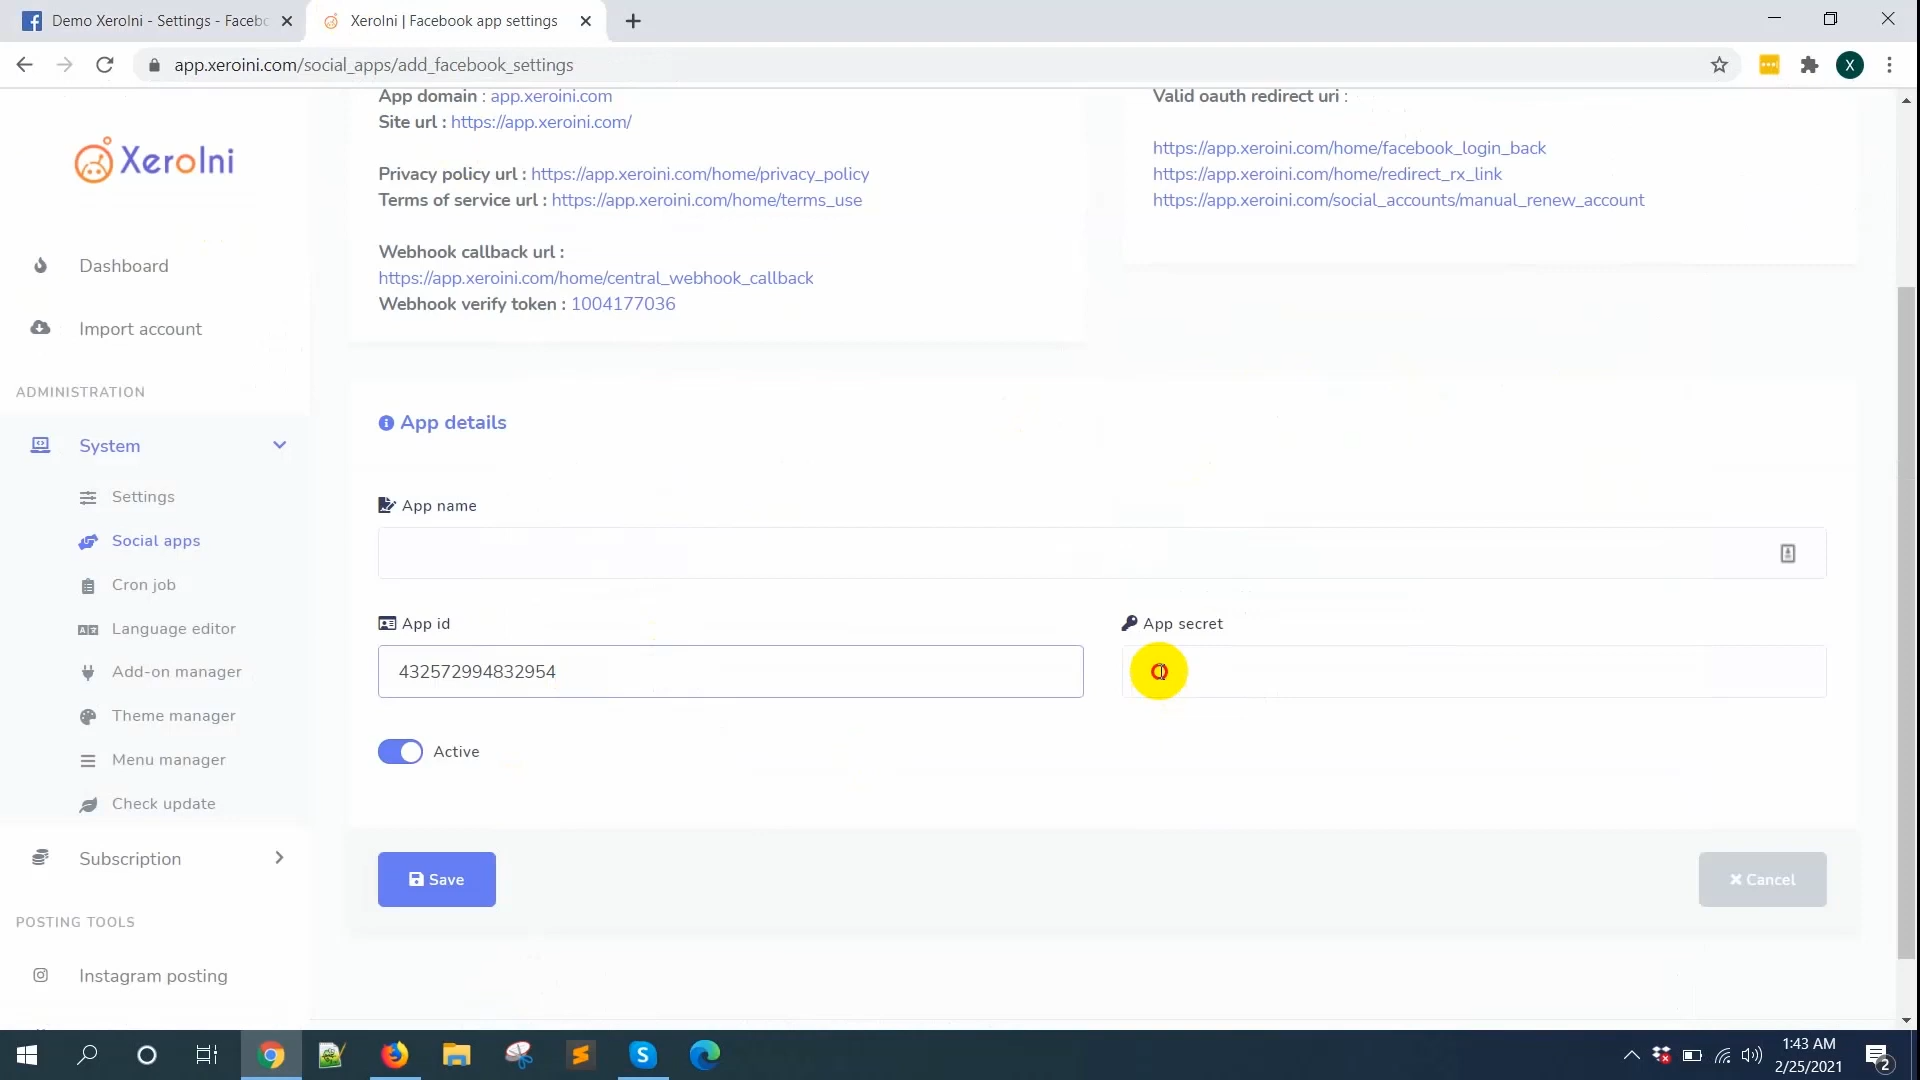 Demo XeroIni - Settings - Facebo
XeroIni | Facebook app settings
app.xeroini.com/social_apps/add_facebook_settings
X
XeroIni
Dashboard
Import account
ADMINISTRATION
System
Settings
Social apps
Cron job
Language editor
Add-on manager
Theme manager
Menu manager
Check update
Subscription
POSTING TOOLS
Instagram posting
App domain : app.xeroini.com
Site url : https://app.xeroini.com/
Privacy policy url : https://app.xeroini.com/home/privacy_policy
Terms of service url : https://app.xeroini.com/home/terms_use
Webhook callback url :
https://app.xeroini.com/home/central_webhook_callback
Webhook verify token : 1004177036
Valid oauth redirect uri :
https://app.xeroini.com/home/facebook_login_back
https://app.xeroini.com/home/redirect_rx_link
https://app.xeroini.com/social_accounts/manual_renew_account
App details
App name
App id
432572994832954
App secret
Active
Save
Cancel
1:43 AM
2/25/2021
2